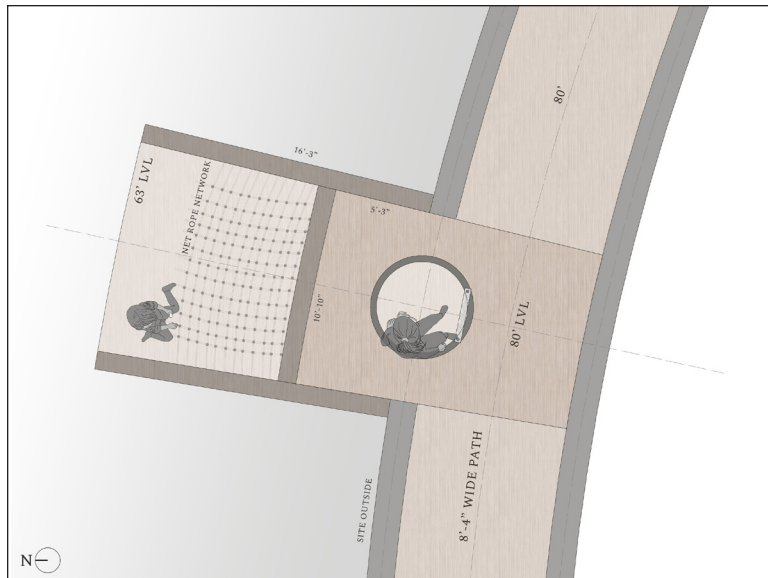 80'
16'-3"
63' LVL
NET ROPE NETWORK
5'-3"
10'-10"
80' LVL
8'-4" WIDE PATH
SITE OUTSIDE
N